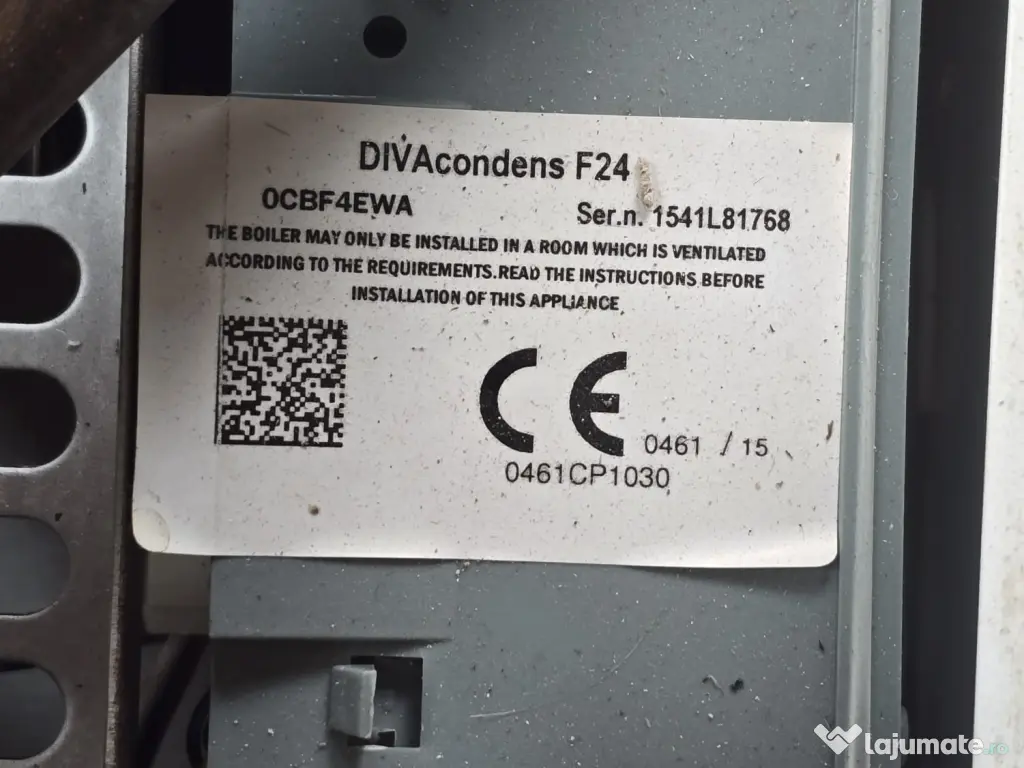 DIVAcondens F24
0CBF4EWA
Ser.n. 1541L81768
THE BOILER MAY ONLY BE INSTALLED IN A ROOM WHICH IS VENTILATED
ACCORDING TO THE REQUIREMENTS.READ THE INSTRUCTIONS BEFORE
INSTALLATION OF THIS APPLIANCE
CE 0461 / 15
0461CP1030
lajumate.ro